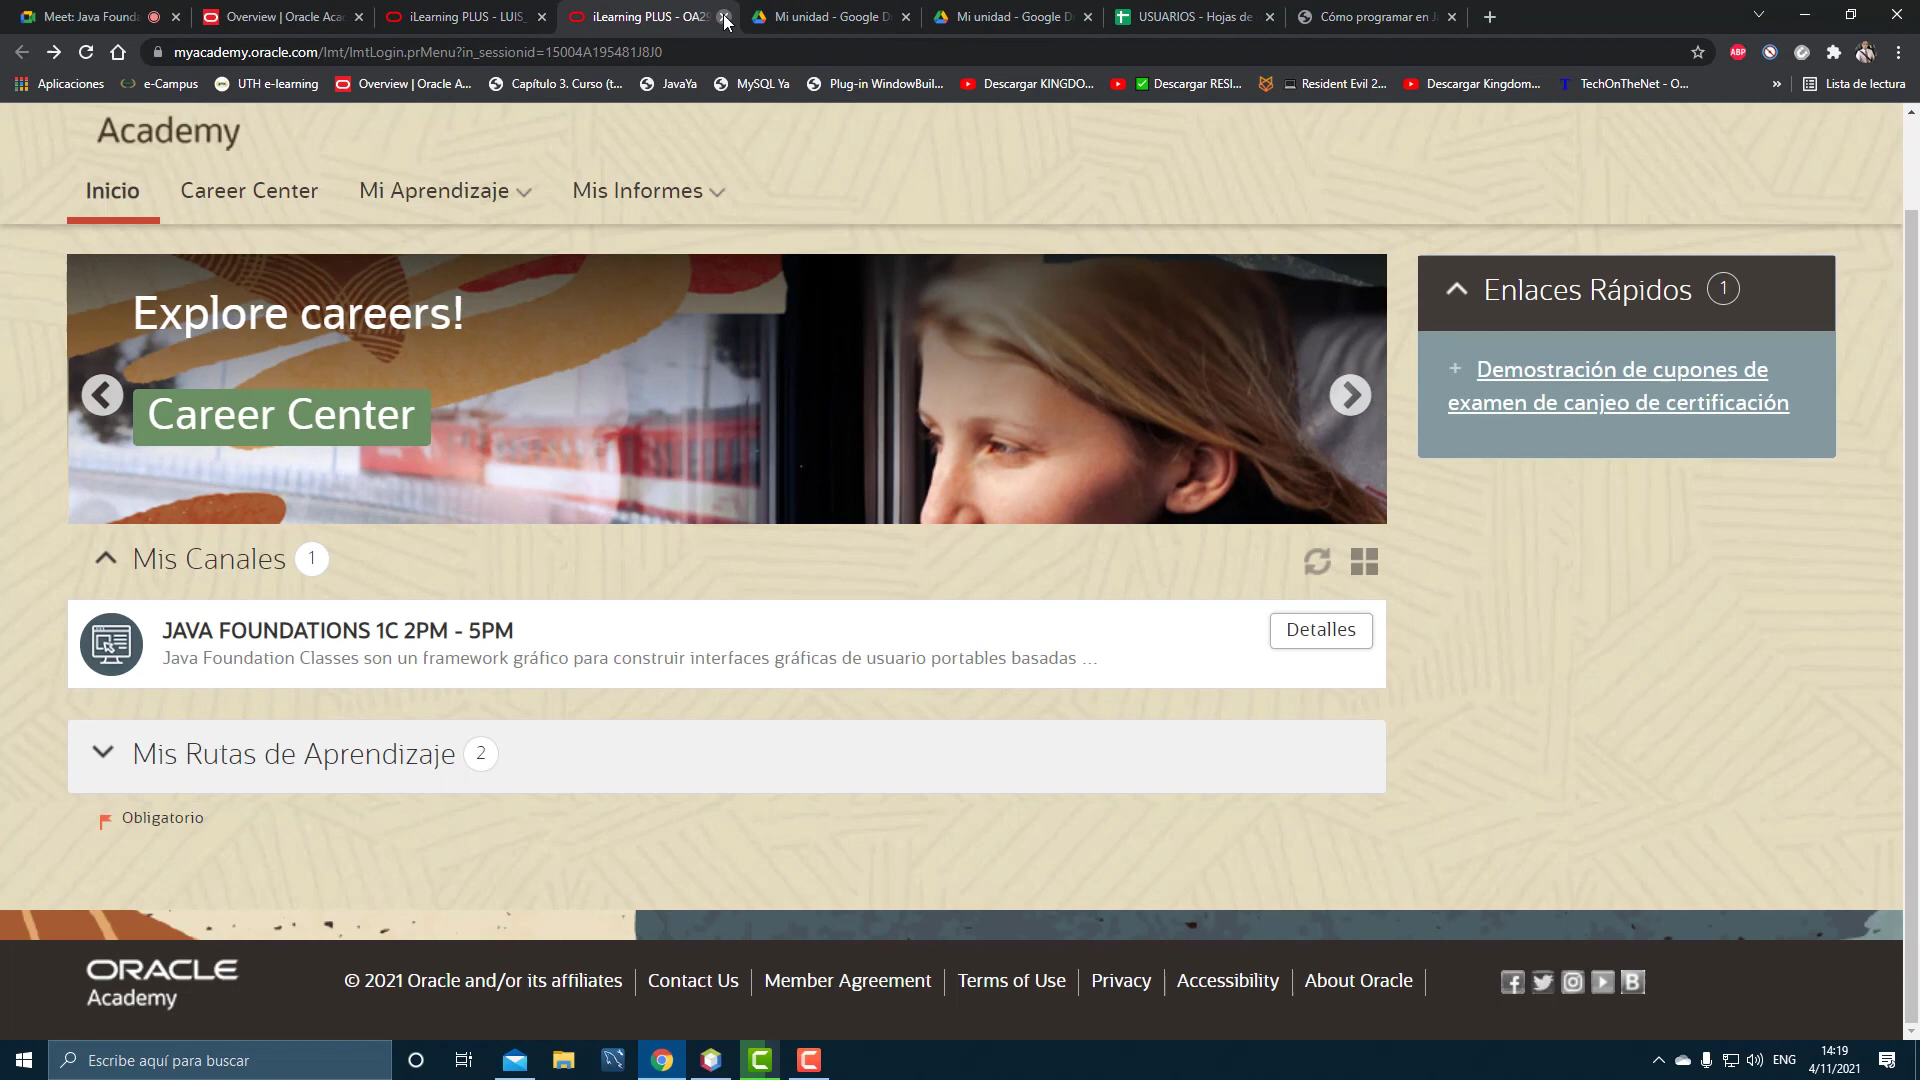 Meet: Java Founda
Overview | Oracle Aca
iLearning PLUS - LUIS_
iLearning PLUS - OA29
Mi unidad - Google D
Mi unidad - Google D
USUARIOS - Hojas de
Cómo programar en J
myacademy.oracle.com/lmt/lmtLogin.prMenu?in_sessionid=15004A195481J8J0
Aplicaciones
e-Campus
UTH e-learning
Overview | Oracle A...
Capítulo 3. Curso (t...
JavaYa
MySQL Ya
Plug-in WindowBuil...
Descargar KINGDO...
Descargar RESI...
Resident Evil 2...
Descargar Kingdom...
TechOnTheNet - O...
»
Lista de lectura
Academy
Inicio
Career Center
Mi Aprendizaje
Mis Informes
Explore careers!
Career Center
Enlaces Rápidos 1
+ Demostración de cupones de
examen de canjeo de certificación
Mis Canales 1
JAVA FOUNDATIONS 1C 2PM - 5PM
Java Foundation Classes son un framework gráfico para construir interfaces gráficas de usuario portables basadas ...
Detalles
Mis Rutas de Aprendizaje 2
Obligatorio
ORACLE
Academy
© 2021 Oracle and/or its affiliates
Contact Us
Member Agreement
Terms of Use
Privacy
Accessibility
About Oracle
Escribe aquí para buscar
ENG
14:19
4/11/2021